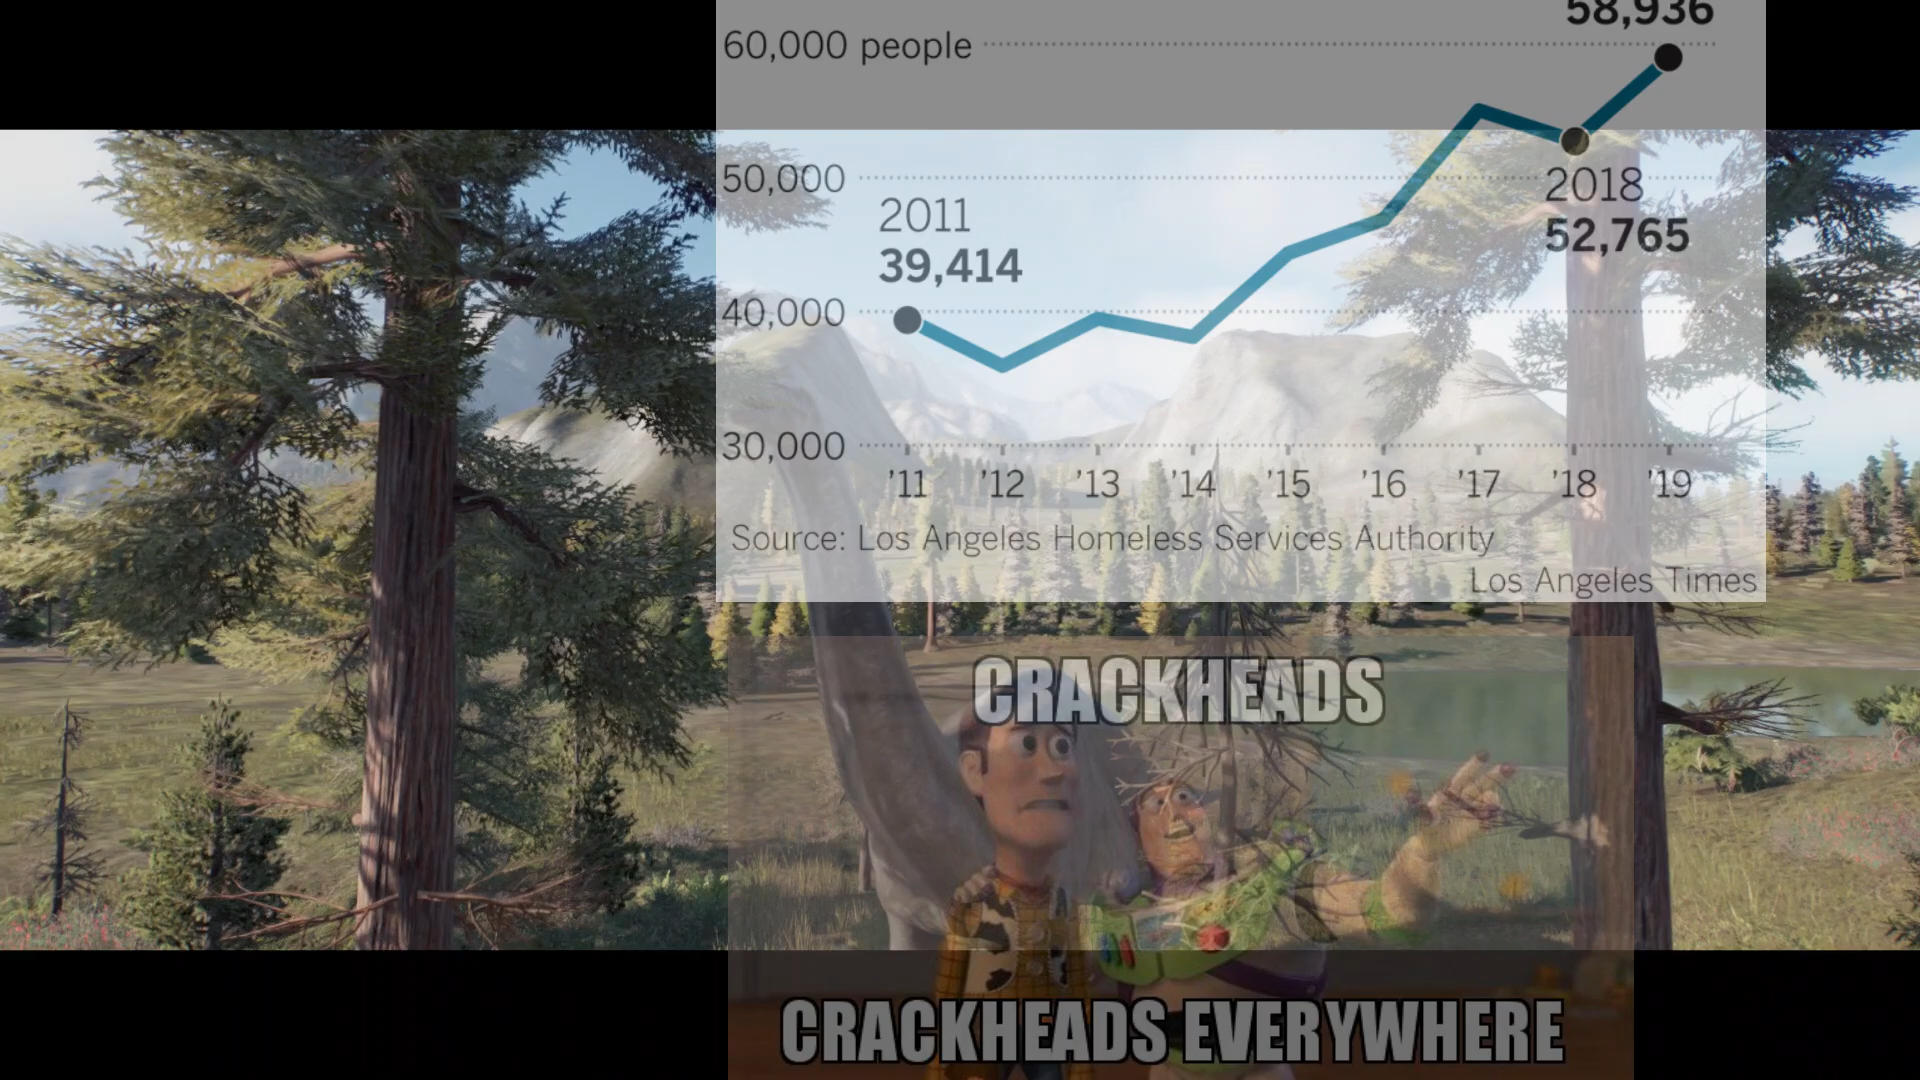 58,936
60,000 people
50,000
2011
39,414
2018
52,765
40,000
30,000
'11 '12 '13 '14 '15 '16 '17 '18 '19
Source: Los Angeles Homeless Services Authority
Los Angeles Times
CRACKHEADS
CRACKHEADS EVERYWHERE